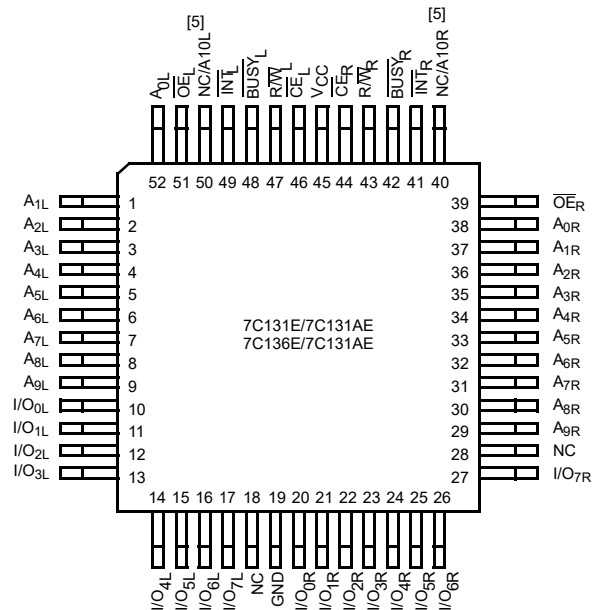 [5]
[5]
A0L
OEL
NC/A10L
INTL
BUSYL
R/WL
CEL
VCC
CER
R/WR
BUSYR
INTR
NC/A10R
52 51 50 49 48 47 46 45 44 43 42 41 40
A1L 1
A2L 2
A3L 3
A4L 4
A5L 5
A6L 6
A7L 7
A8L 8
A9L 9
I/O0L 10
I/O1L 11
I/O2L 12
I/O3L 13
7C131E/7C131AE
7C136E/7C131AE
39 OER
38 A0R
37 A1R
36 A2R
35 A3R
34 A4R
33 A5R
32 A6R
31 A7R
30 A8R
29 A9R
28 NC
27 I/O7R
14 15 16 17 18 19 20 21 22 23 24 25 26
I/O4L
I/O5L
I/O6L
I/O7L
NC
GND
I/O0R
I/O1R
I/O2R
I/O3R
I/O4R
I/O5R
I/O6R